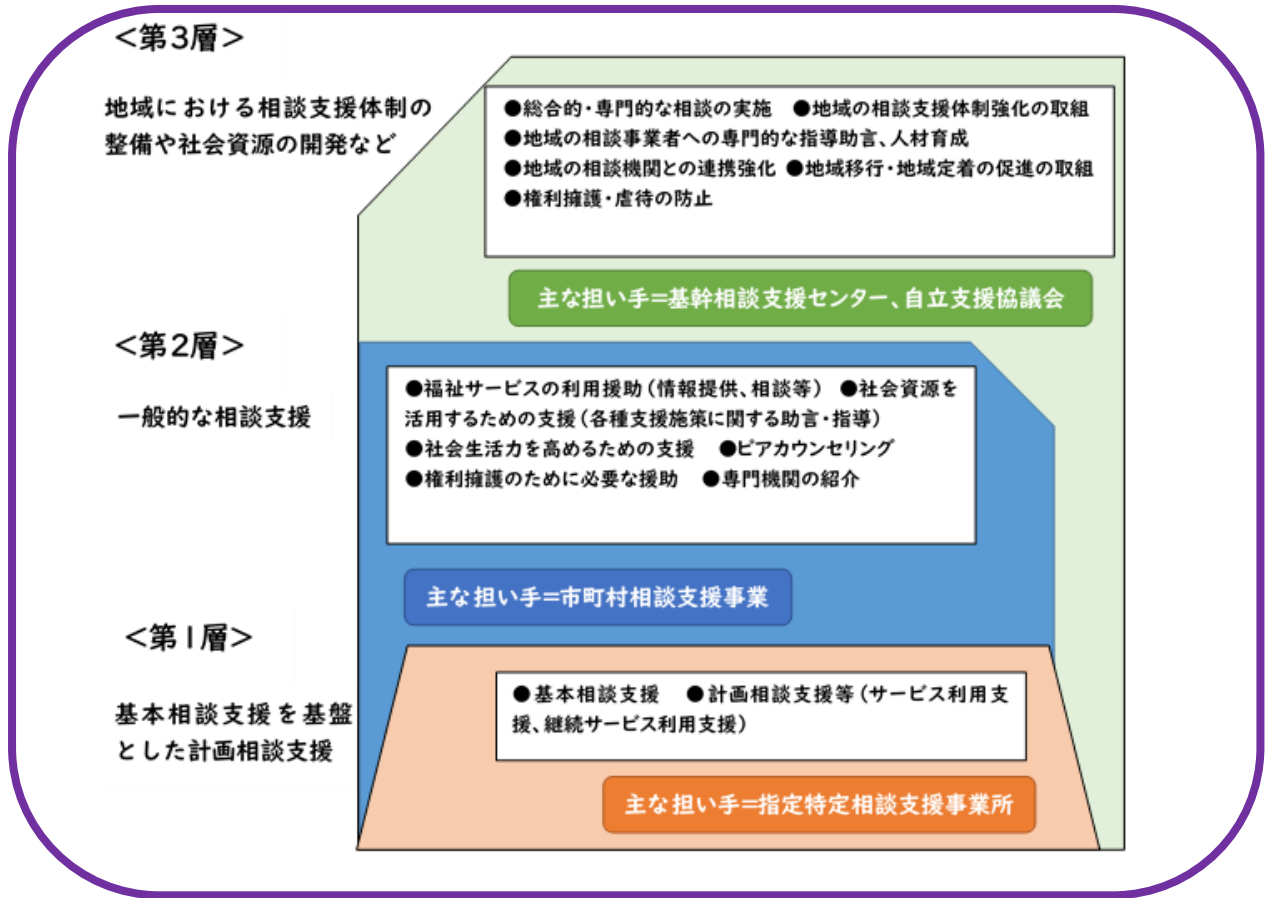 ＜第３層＞
地域における相談支援体制の
整備や社会資源の開発など
●総合的・専門的な相談の実施　●地域の相談支援体制強化の取組
●地域の相談事業者への専門的な指導助言、人材育成
●地域の相談機関との連携強化 ●地域移行・地域定着の促進の取組
●権利擁護・虐待の防止
主な担い手＝基幹相談支援センター、自立支援協議会
＜第２層＞
一般的な相談支援
●福祉サービスの利用援助（情報提供、相談等）　●社会資源を
活用するための支援（各種支援施策に関する助言・指導）
●社会生活力を高めるための支援　●ピアカウンセリング
●権利擁護のために必要な援助　●専門機関の紹介
主な担い手＝市町村相談支援事業
＜第１層＞
基本相談支援を基盤
とした計画相談支援
●基本相談支援　●計画相談支援等（サービス利用支
援、継続サービス利用支援）
主な担い手＝指定特定相談支援事業所